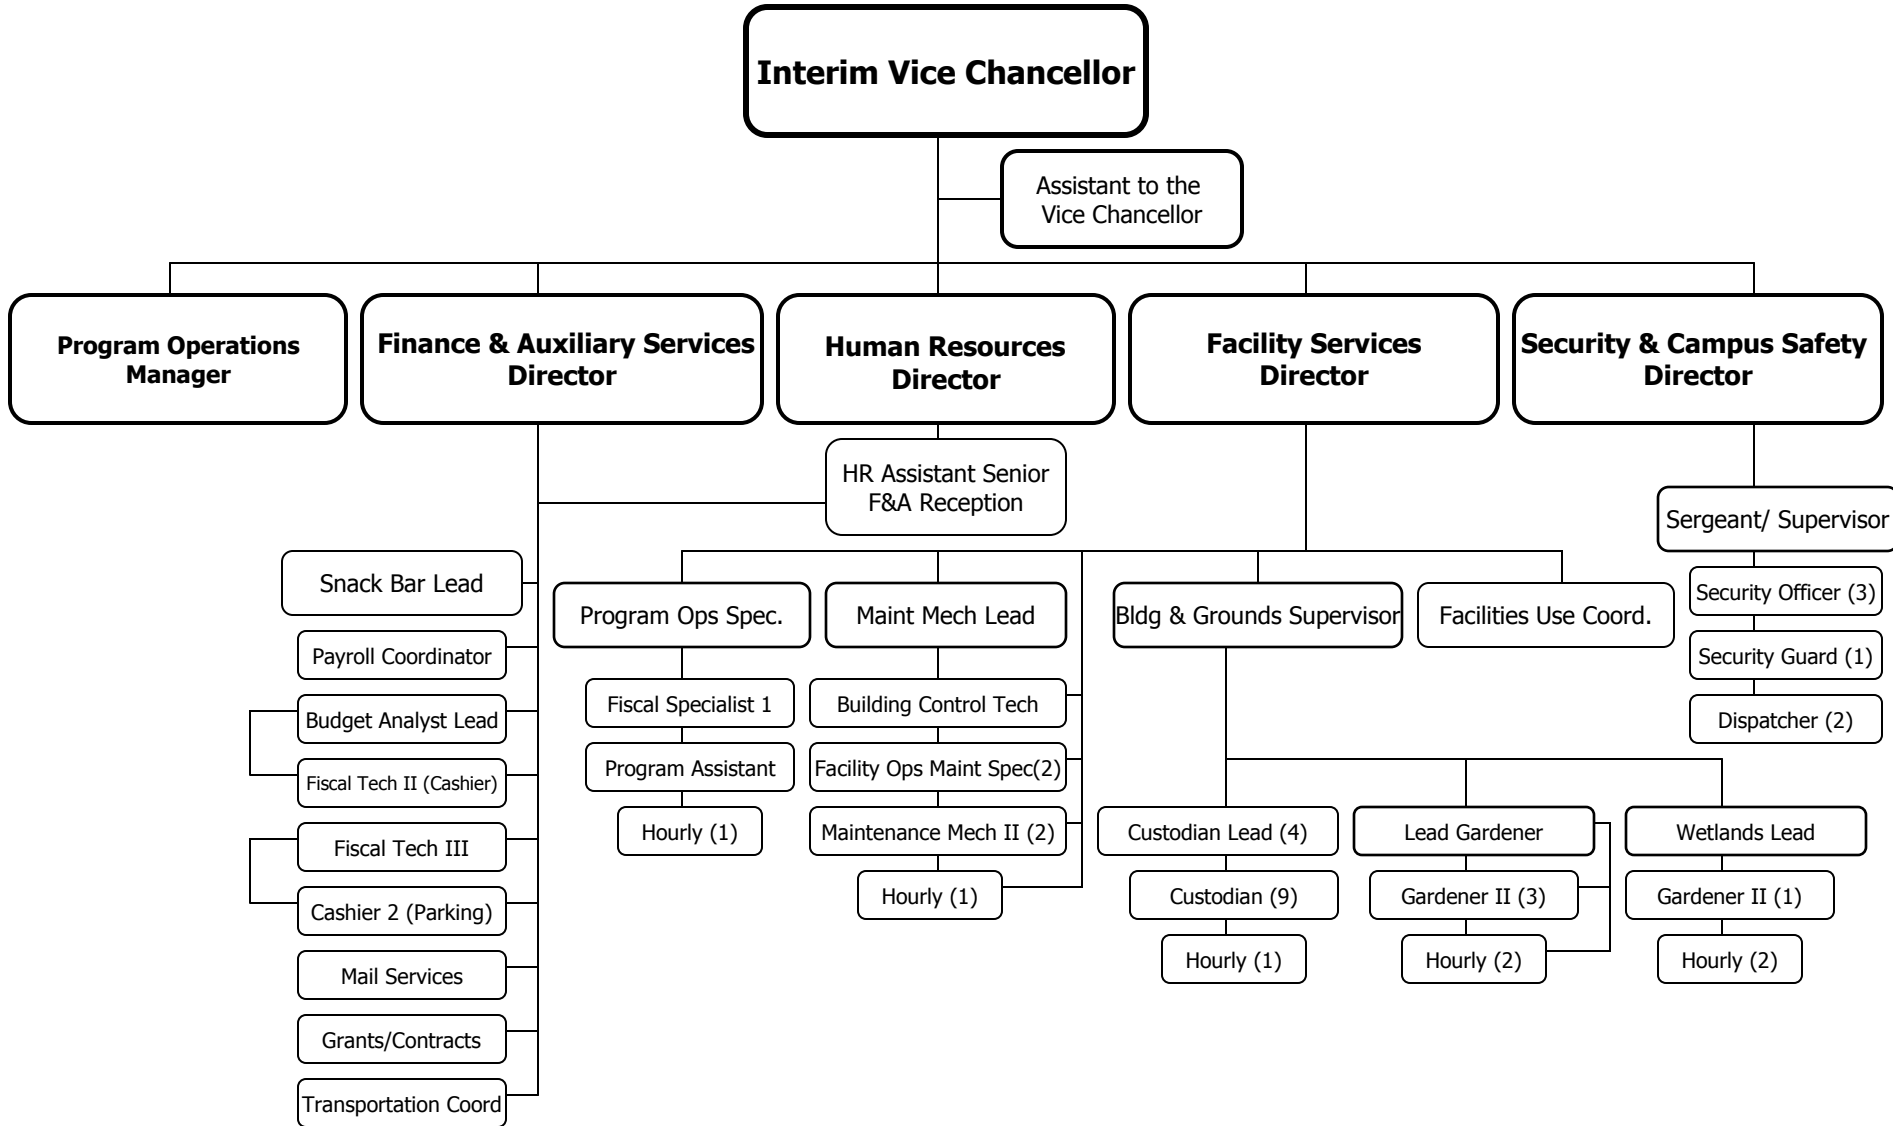 Interim Vice Chancellor
Assistant to the
Vice Chancellor
Program Operations
Manager
Finance & Auxiliary Services
Director
Human Resources
Director
Facility Services
Director
Security & Campus Safety
Director
HR Assistant Senior
F&A Reception
Snack Bar Lead
Payroll Coordinator
Budget Analyst Lead
Fiscal Tech II (Cashier)
Fiscal Tech III
Cashier 2 (Parking)
Mail Services
Grants/Contracts
Transportation Coord
Program Ops Spec.
Fiscal Specialist 1
Program Assistant
Hourly (1)
Maint Mech Lead
Building Control Tech
Facility Ops Maint Spec(2)
Maintenance Mech II (2)
Hourly (1)
Bldg & Grounds Supervisor
Custodian Lead (4)
Custodian (9)
Hourly (1)
Lead Gardener
Gardener II (3)
Hourly (2)
Wetlands Lead
Gardener II (1)
Hourly (2)
Facilities Use Coord.
Sergeant/ Supervisor
Security Officer (3)
Security Guard (1)
Dispatcher (2)